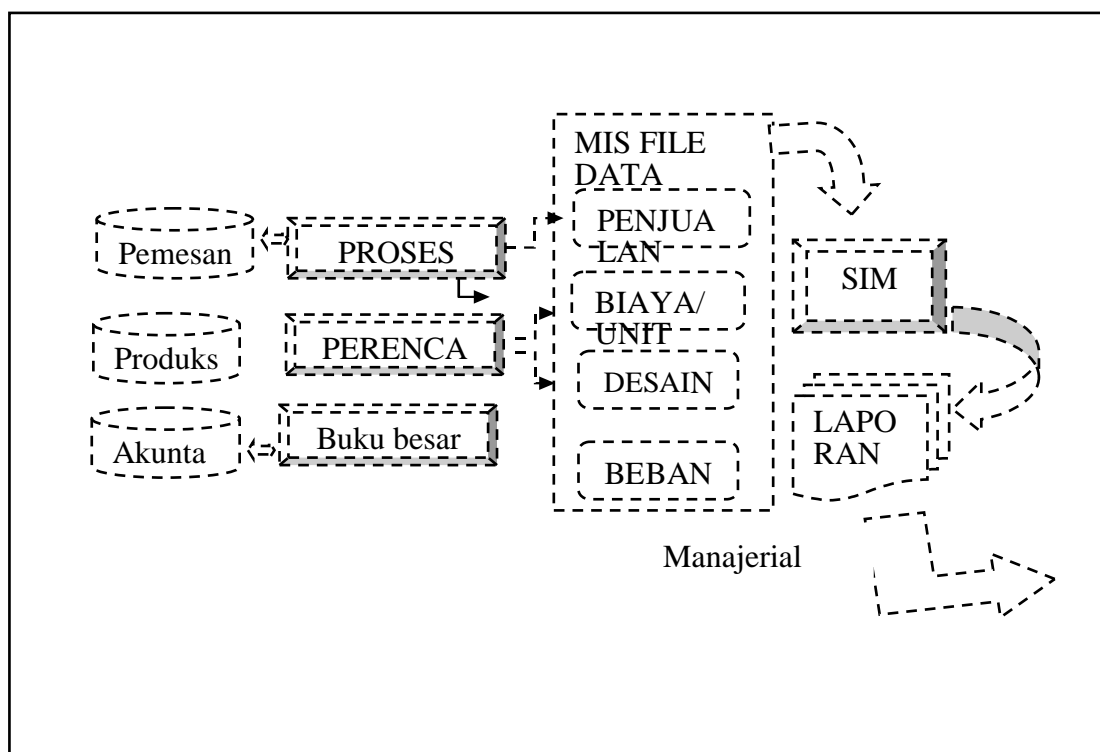 MIS FILE
DATA
PENJUA
LAN
BIAYA/
UNIT
DESAIN
BEBAN
Pemesan
PROSES
Produks
PERENCA
Akunta
Buku besar
SIM
LAPO
RAN
Manajerial